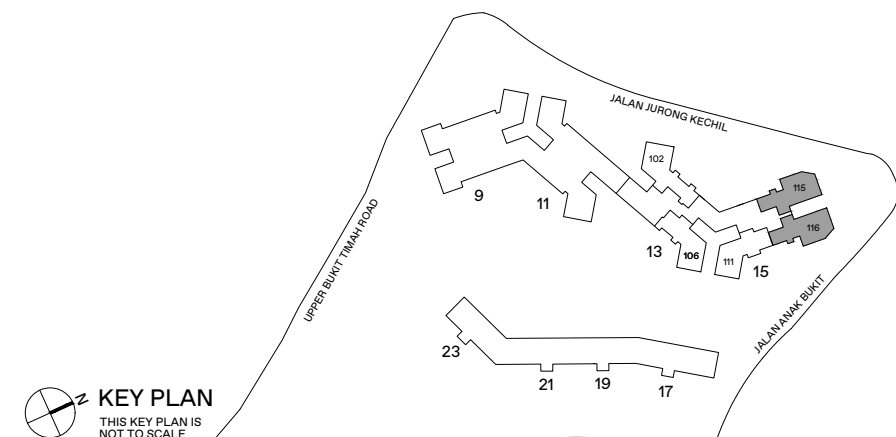 JALAN JURONG KECHIL
102
115
116
9
11
13
106
111
15
UPPER BUKIT TIMAH ROAD
JALAN ANAK BUKIT
23
21
19
17
N
KEY PLAN
THIS KEY PLAN IS
NOT TO SCALE